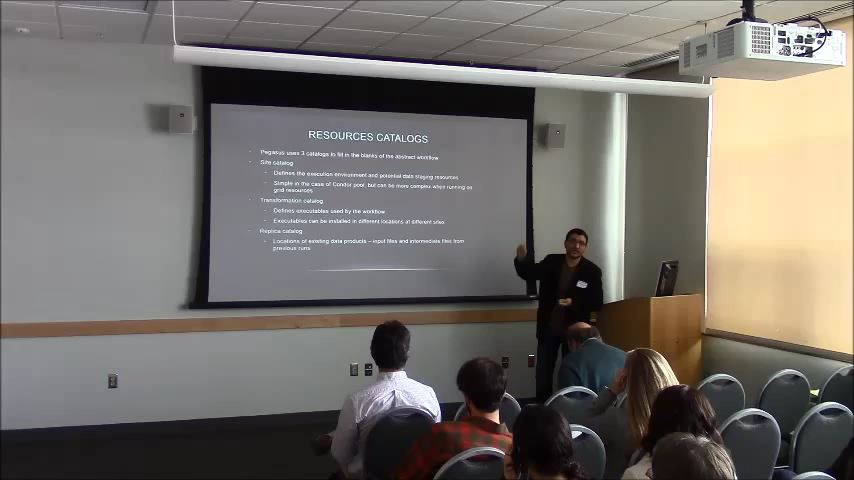 RESOURCES CATALOGS
Pegasus uses 3 catalogs to fill in the blanks of the abstract workflow
Site catalog
Defines the execution environment and potential data staging resources
Simple in the case of Condor pool, but can be more complex when running on
grid resources
Transformation catalog
Defines executables used by the workflow
Executables can be installed in different locations at different sites
Replica catalog
Locations of existing data products – input files and intermediate files from
previous runs